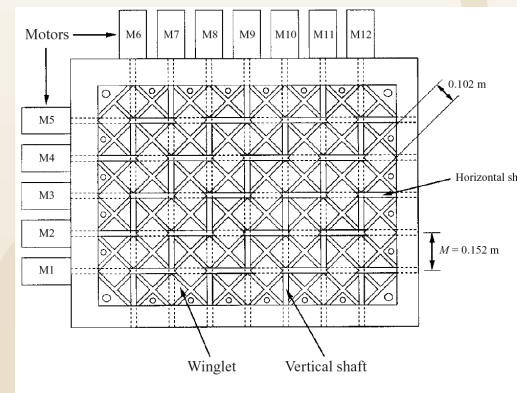 Motors
M6 M7 M8 M9 M10 M11 M12
0.102 m
M5
M4
M3
Horizontal sh
M2
M = 0.152 m
M1
Winglet
Vertical shaft